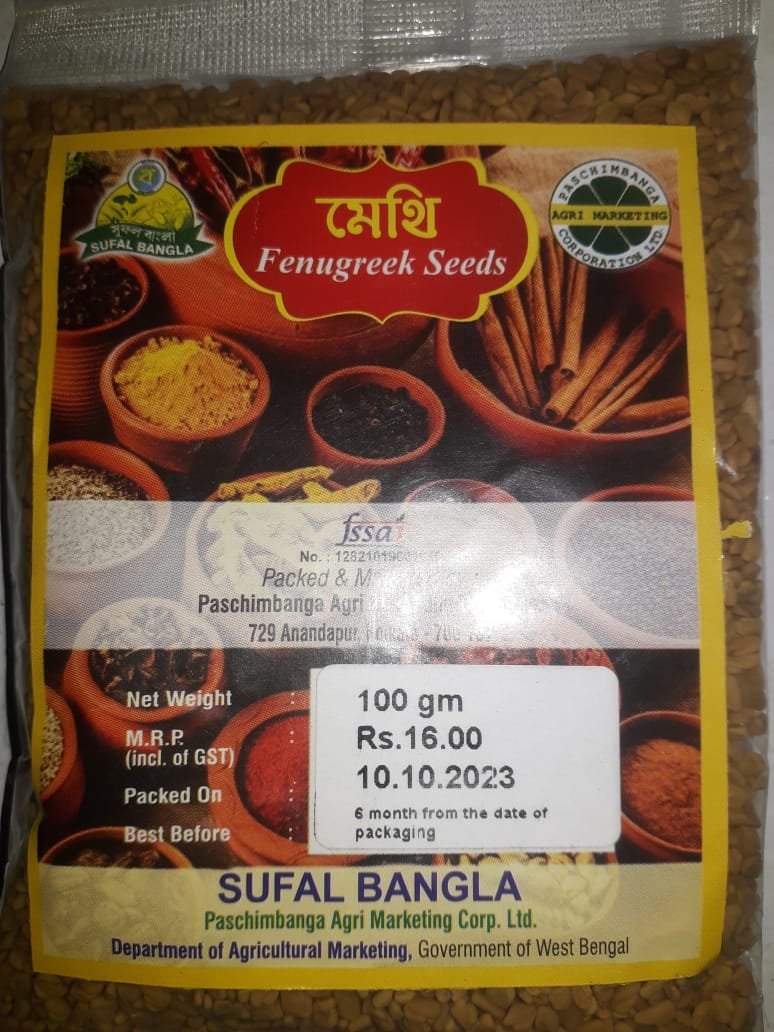 ব
সুফল বাংলা
SUFAL BANGLA
মেথি
Fenugreek Seeds
PASCHIMBANGA
AGRI MARKETING
CORPORATION LTD.
fssai
No. :
Packed &
Paschimbanga Agri
729 Anandapur, Kolkata -
Net Weight : 100 gm
M.R.P. : Rs.16.00
(incl. of GST)
Packed On 10.10.2023
Best Before : 6 month from the date of
packaging
SUFAL BANGLA
Paschimbanga Agri Marketing Corp. Ltd.
Department of Agricultural Marketing, Government of West Bengal